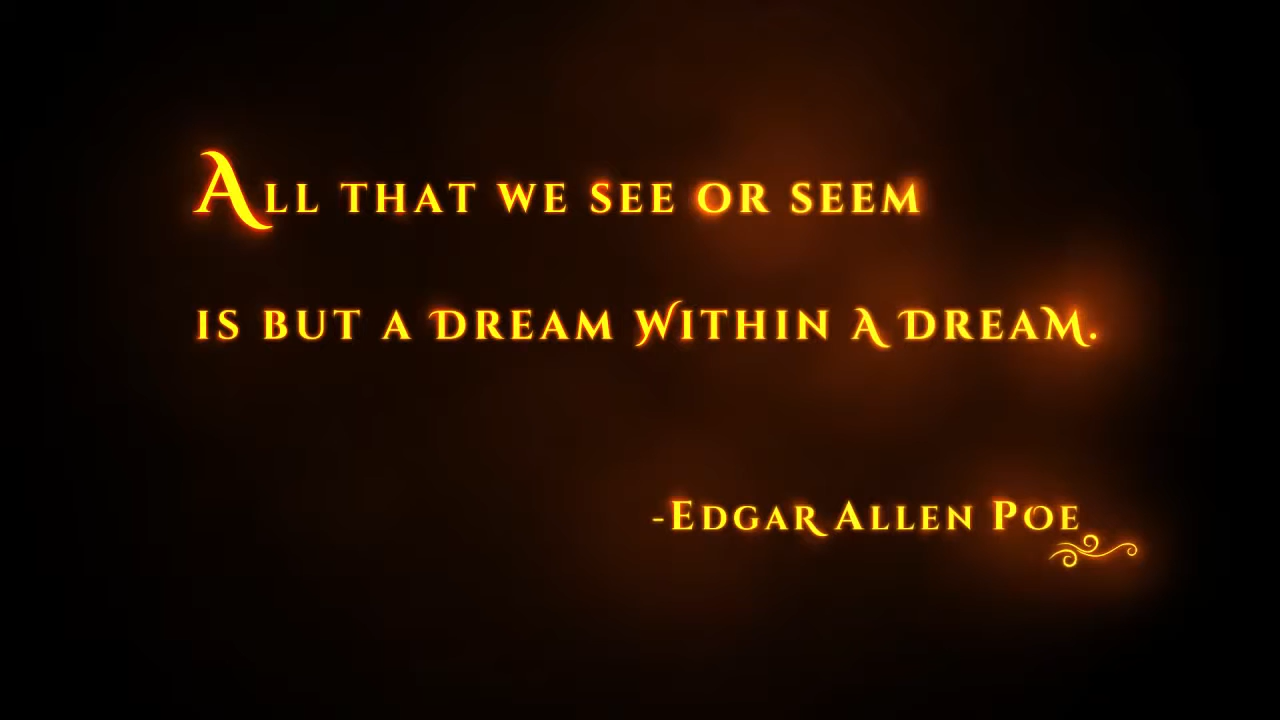 All that we see or seem
is but a Dream Within A DreaM.
-Edgar Allen Poe